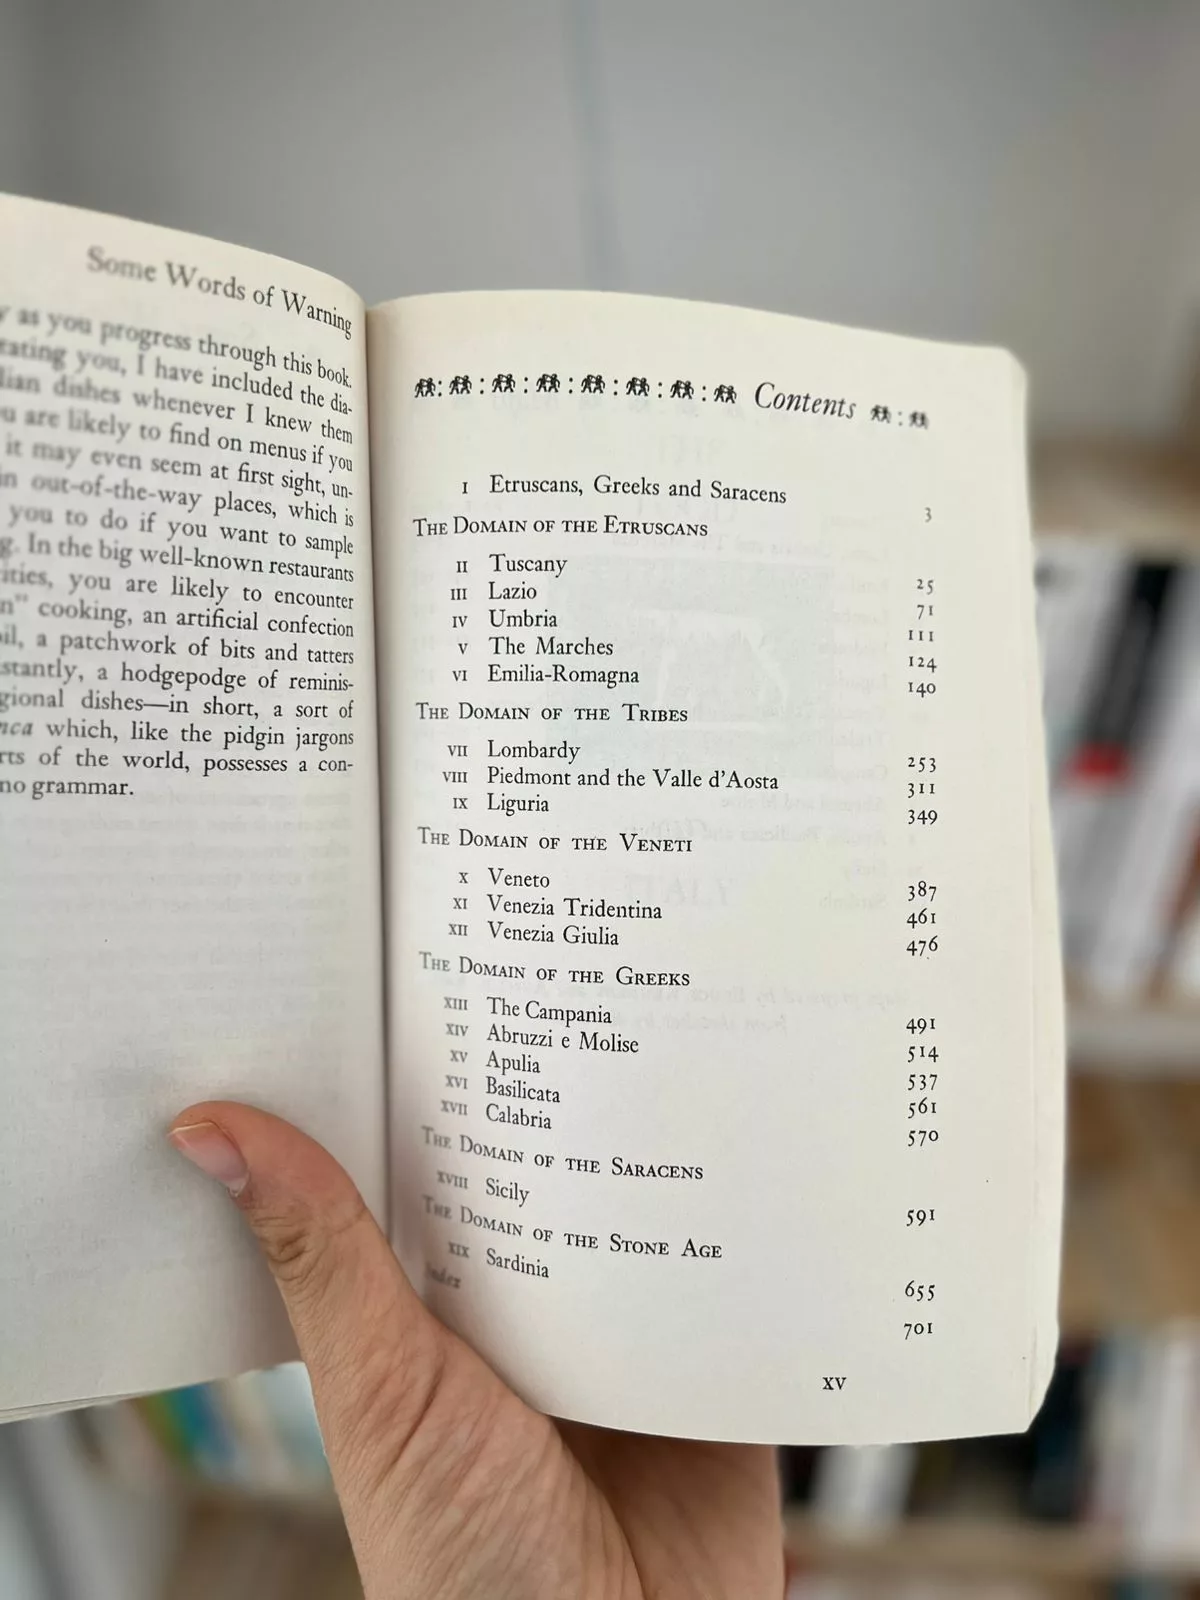 Some Words of Warning
as you progress through this book.
you, I have included the dia-
dishes whenever I knew them
are likely to find on menus if you
it may even seem at first sight, un-
out-of-the-way places, which is
you to do if you want to sample
In the big well-known restaurants
you are likely to encounter
cooking, an artificial confection
a patchwork of bits and tatters
a hodgepodge of reminis-
dishes—in short, a sort of
which, like the pidgin jargons
of the world, possesses a con-
no grammar.
Contents
I Etruscans, Greeks and Saracens 3
THE DOMAIN OF THE ETRUSCANS
II Tuscany 25
III Lazio 71
IV Umbria 111
V The Marches 124
VI Emilia-Romagna 140
THE DOMAIN OF THE TRIBES
VII Lombardy 253
VIII Piedmont and the Valle d'Aosta 311
IX Liguria 349
THE DOMAIN OF THE VENETI
X Veneto 387
XI Venezia Tridentina 461
XII Venezia Giulia 476
THE DOMAIN OF THE GREEKS
XIII The Campania 491
XIV Abruzzi e Molise 514
XV Apulia 537
XVI Basilicata 561
XVII Calabria 570
THE DOMAIN OF THE SARACENS
XVIII Sicily 591
THE DOMAIN OF THE STONE AGE
XIX Sardinia 655
Index 701
XV